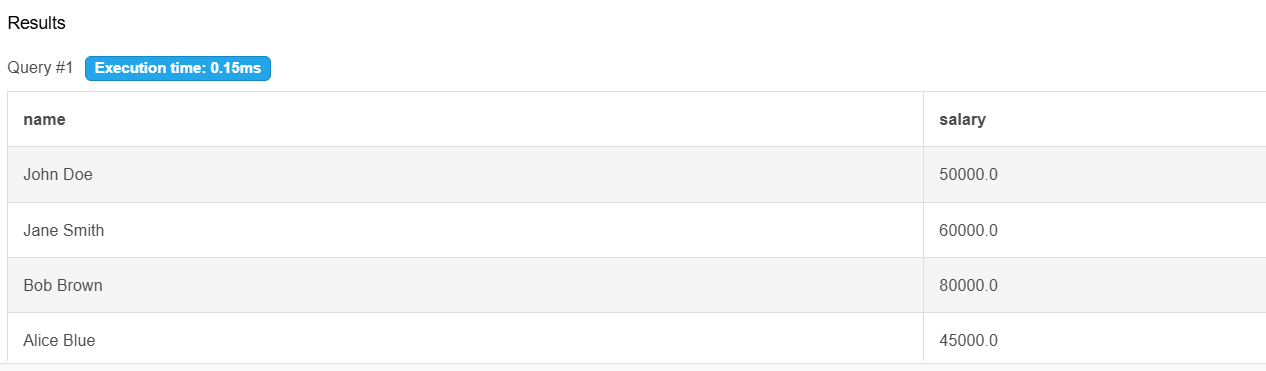 Results
Query #1 Execution time: 0.15ms
name salary
John Doe 50000.0
Jane Smith 60000.0
Bob Brown 80000.0
Alice Blue 45000.0